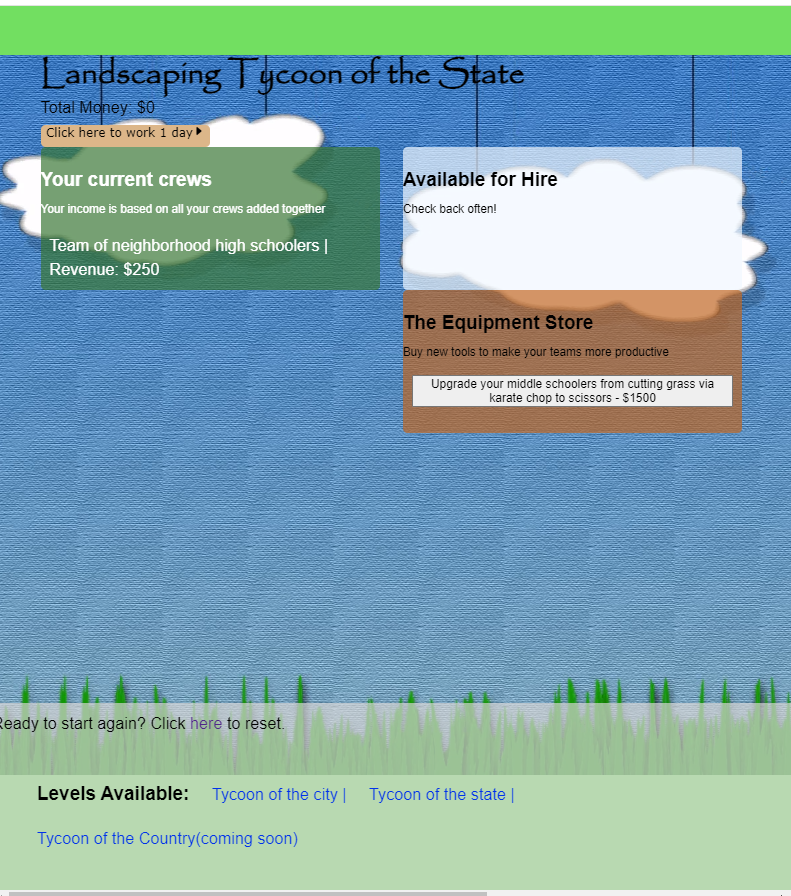 Landscaping Tycoon of the State
Total Money: $0
Click here to work 1 day
Your current crews
Your income is based on all your crews added together
Team of neighborhood high schoolers |
Revenue: $250
Available for Hire
Check back often!
The Equipment Store
Buy new tools to make your teams more productive
Upgrade your middle schoolers from cutting grass via
karate chop to scissors - $1500
Ready to start again? Click here to reset.
Levels Available: Tycoon of the city | Tycoon of the state |
Tycoon of the Country(coming soon)